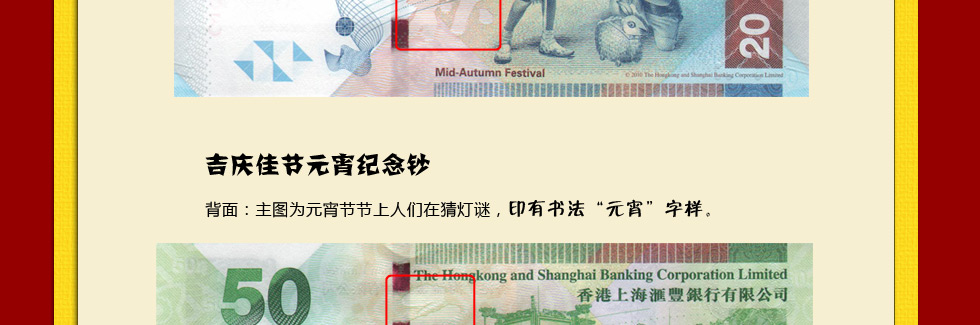 20
Mid-Autumn Festival
© 2010 The Hongkong and Shanghai Banking Corporation Limited
吉庆佳节元宵纪念钞
背面：主图为元宵节节上人们在猜灯谜，印有书法“元宵”字样。
50
The Hongkong and Shanghai Banking Corporation Limited
香港上海滙豐銀行有限公司